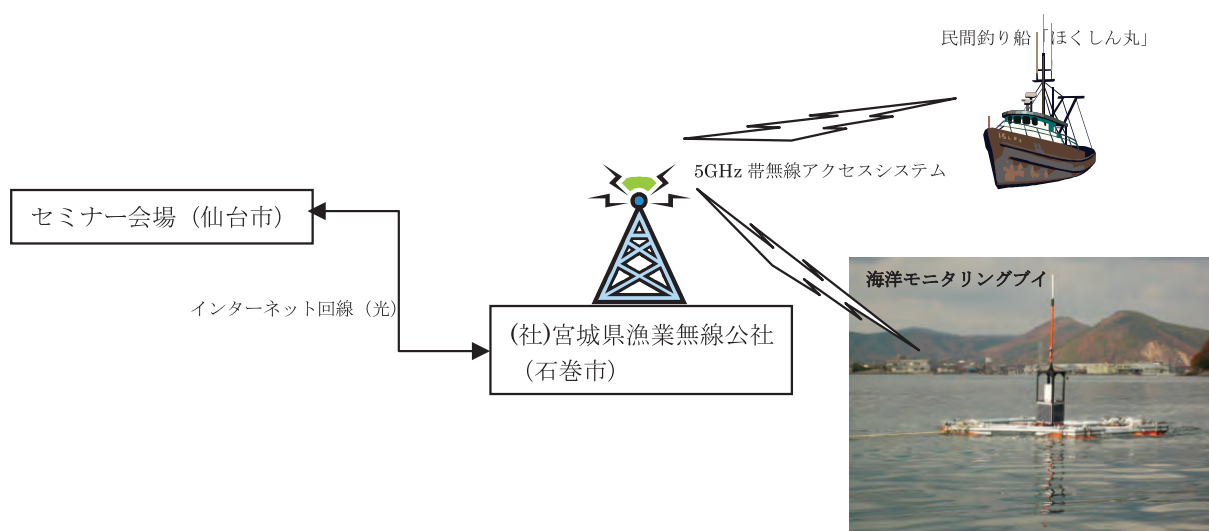 民間釣り船「ほくしん丸」
5GHz 帯無線アクセスシステム
セミナー会場（仙台市）
海洋モニタリングブイ
インターネット回線（光）
(社)宮城県漁業無線公社
（石巻市）